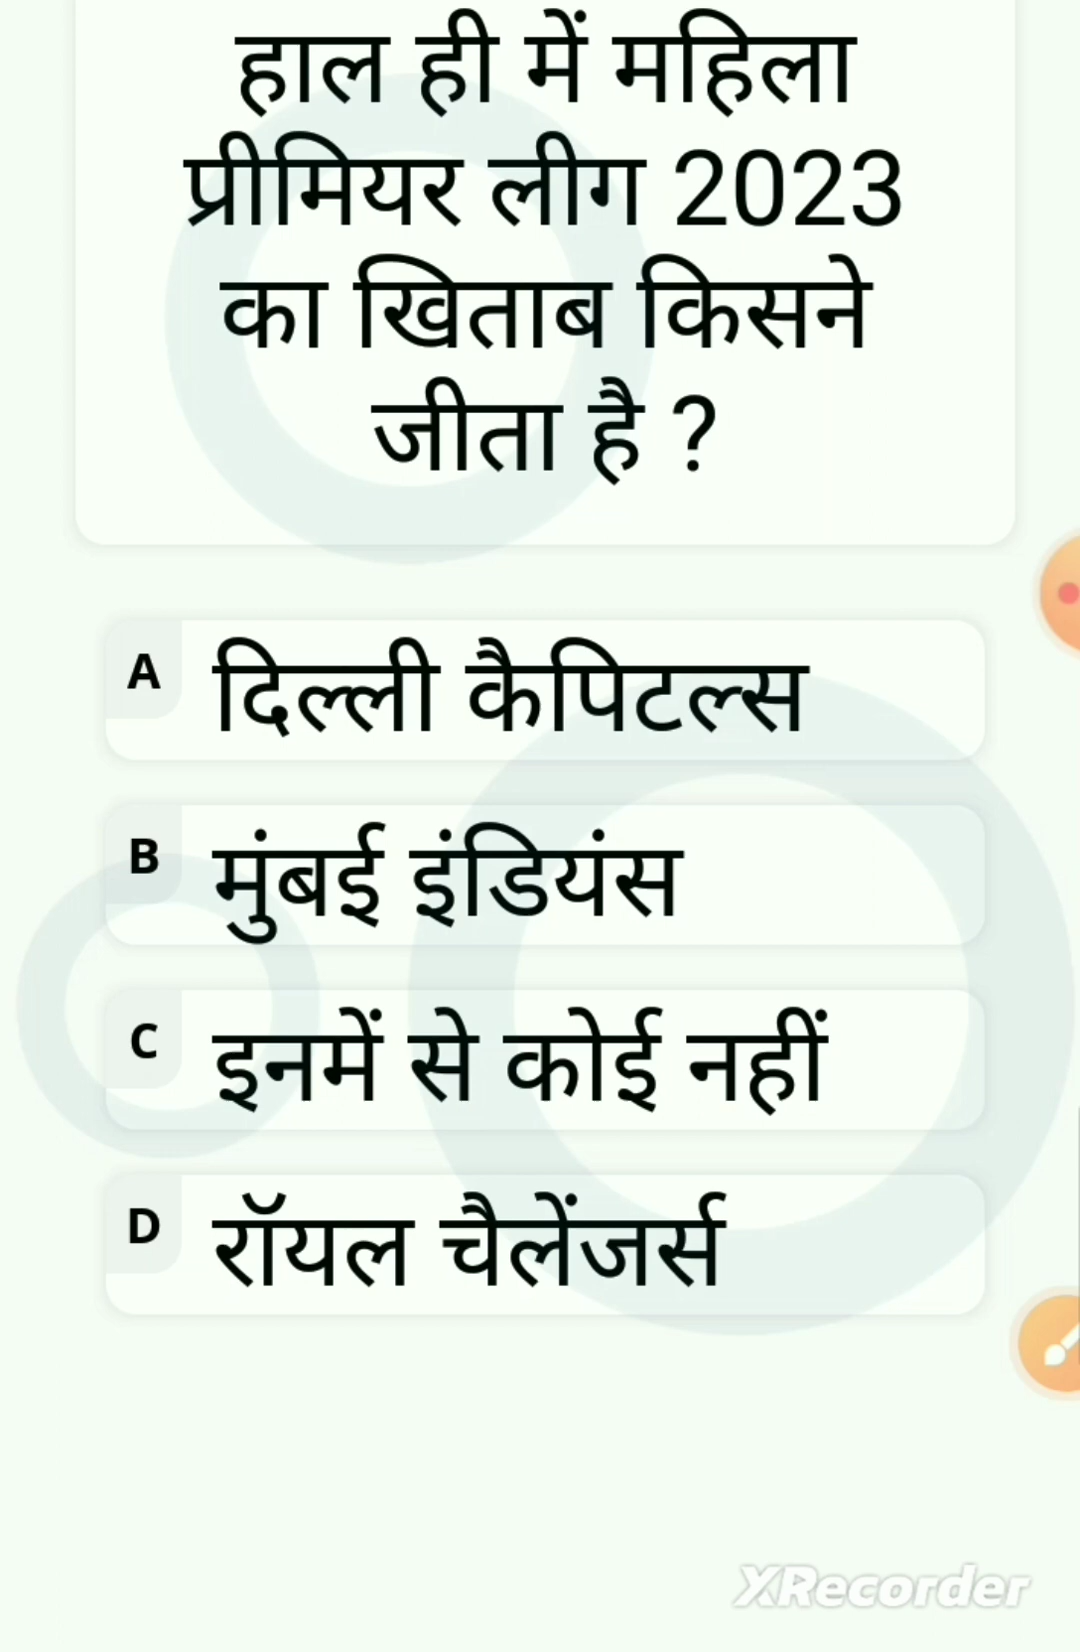 हाल ही में महिला
प्रीमियर लीग 2023
का खिताब किसने
जीता है ?
A दिल्ली कैपिटल्स
B मुंबई इंडियंस
C इनमें से कोई नहीं
D रॉयल चैलेंजर्स
XRecorder